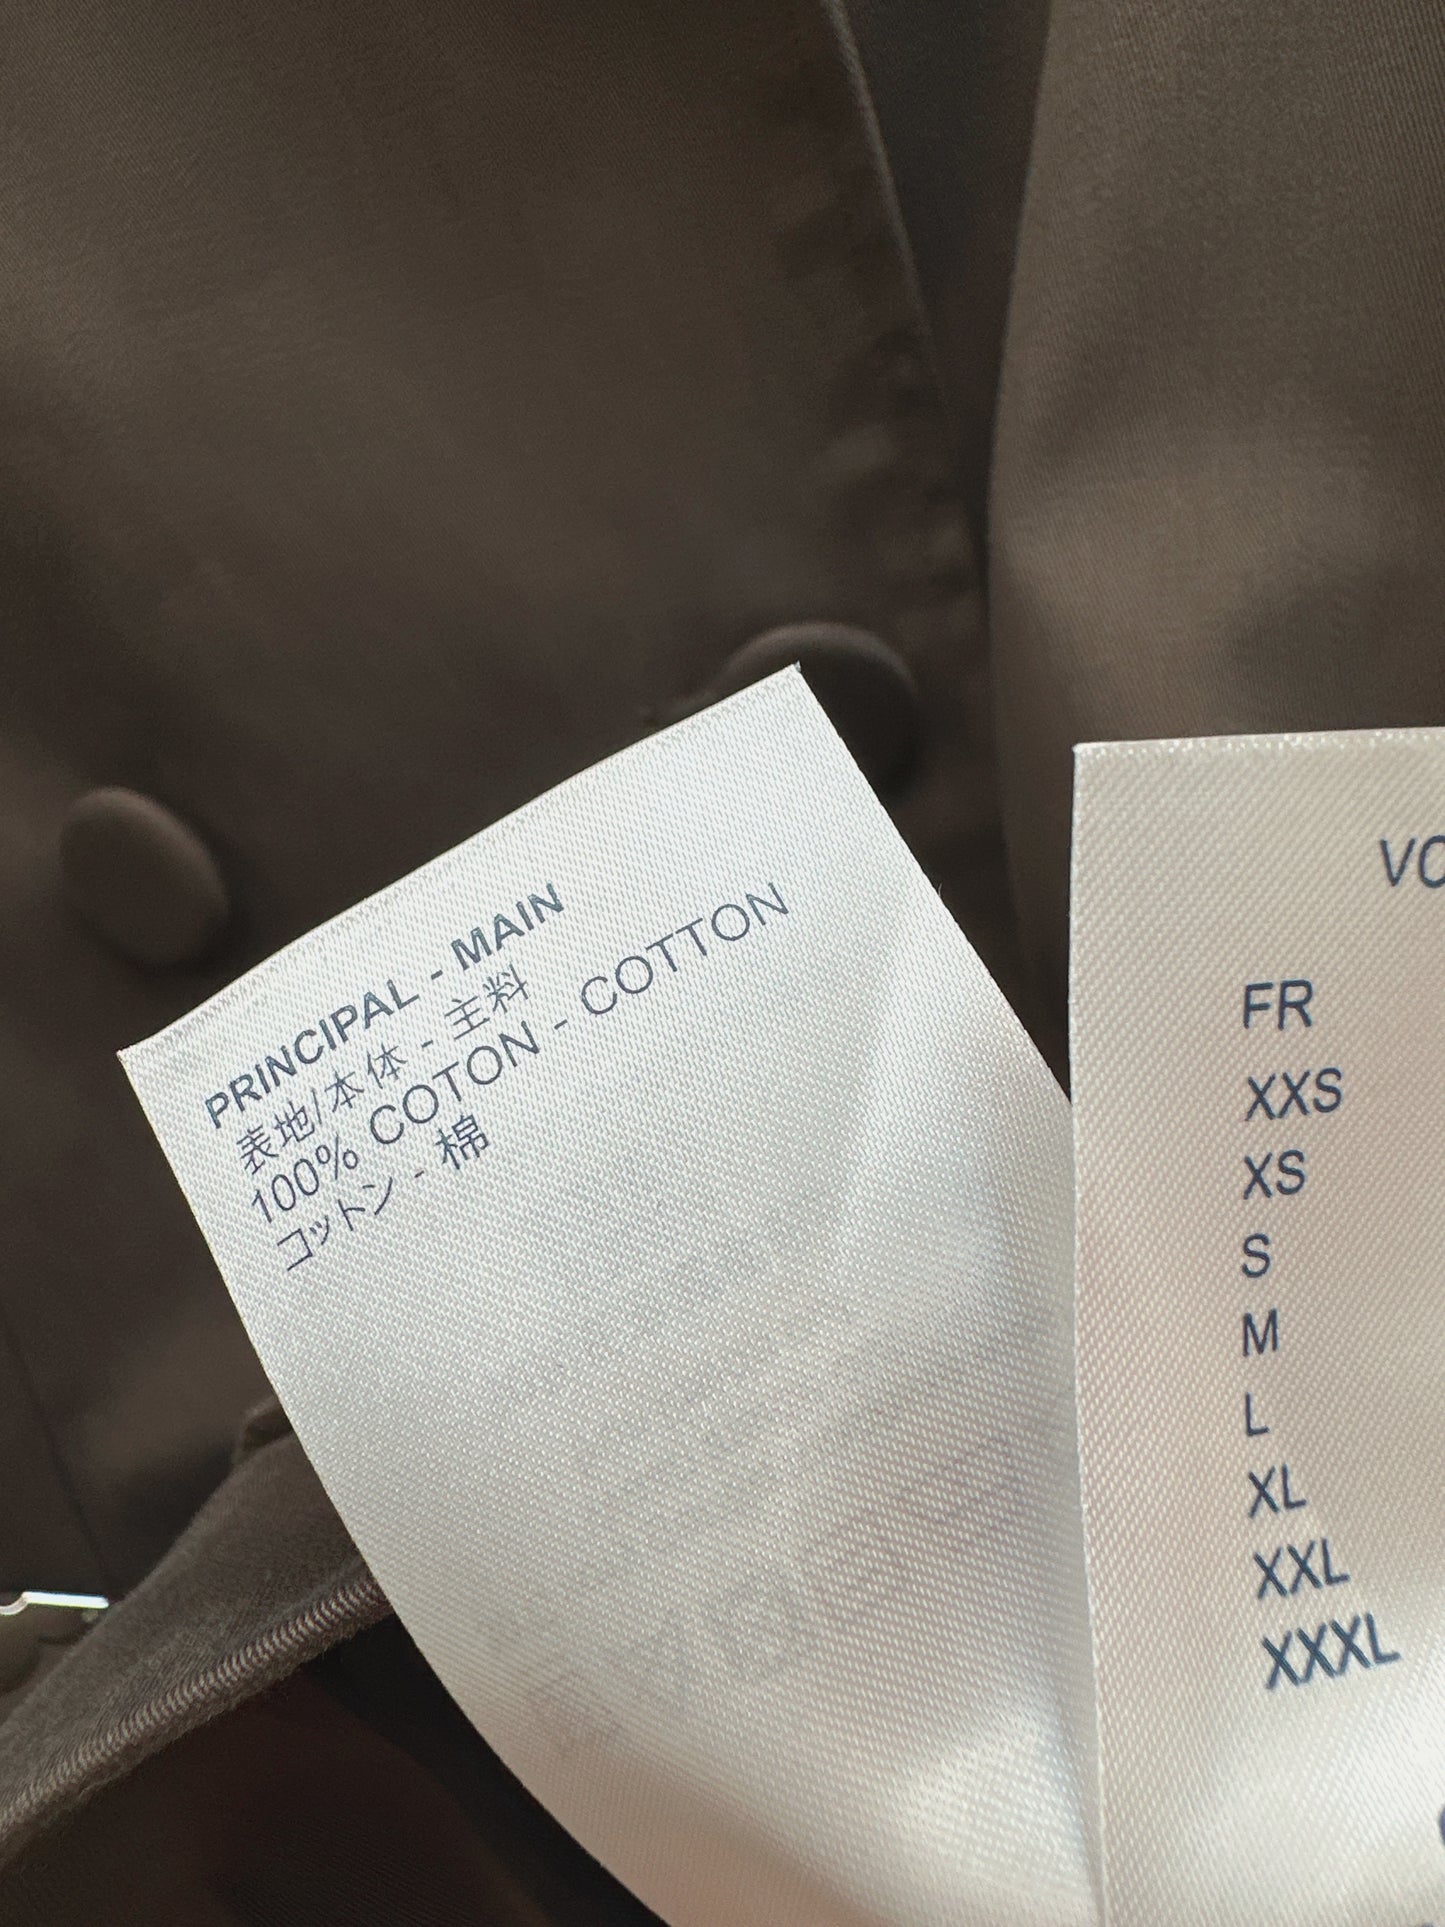 PRINCIPAL - MAIN
表地/本体 - 主料
100% COTON - COTTON
コットン - 棉
FR
XXS
XS
S
M
L
XL
XXL
XXXL